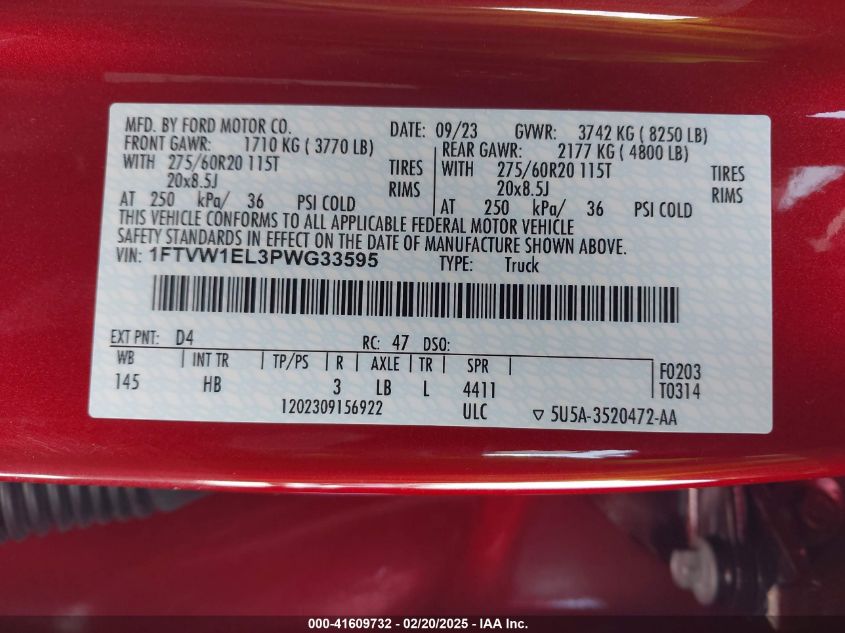 MFD. BY FORD MOTOR CO.
DATE: 09/23 GVWR: 3742 KG ( 8250 LB)
FRONT GAWR: 1710 KG ( 3770 LB)
REAR GAWR: 2177 KG ( 4800 LB)
WITH 275/60R20 115T TIRES
WITH 275/60R20 115T TIRES
20x8.5J RIMS
20x8.5J RIMS
AT 250 kPa/ 36 PSI COLD
AT 250 kPa/ 36 PSI COLD
THIS VEHICLE CONFORMS TO ALL APPLICABLE FEDERAL MOTOR VEHICLE
SAFETY STANDARDS IN EFFECT ON THE DATE OF MANUFACTURE SHOWN ABOVE.
VIN: 1FTVW1EL3PWG33595 TYPE: Truck
EXT PNT: D4 RC: 47 DSO:
WB INT TR TP/PS R AXLE TR SPR
F0203
145 HB 3 LB L 4411
T0314
1202309156922 ULC ▽ 5U5A-3520472-AA
000-41609732 - 02/20/2025 - IAA Inc.